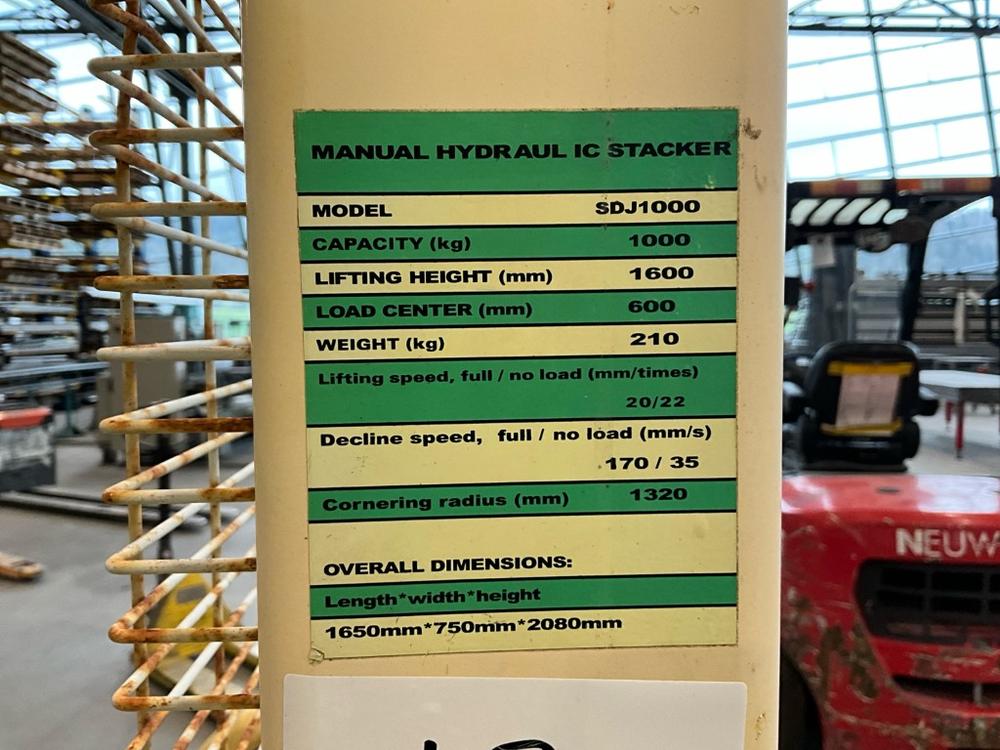 MANUAL HYDRAUL IC STACKER
MODEL SDJ1000
CAPACITY (kg) 1000
LIFTING HEIGHT (mm) 1600
LOAD CENTER (mm) 600
WEIGHT (kg) 210
Lifting speed, full / no load (mm/times)
20/22
Decline speed, full / no load (mm/s)
170 / 35
Cornering radius (mm) 1320
OVERALL DIMENSIONS:
Length*width*height
1650mm*750mm*2080mm
NEUW